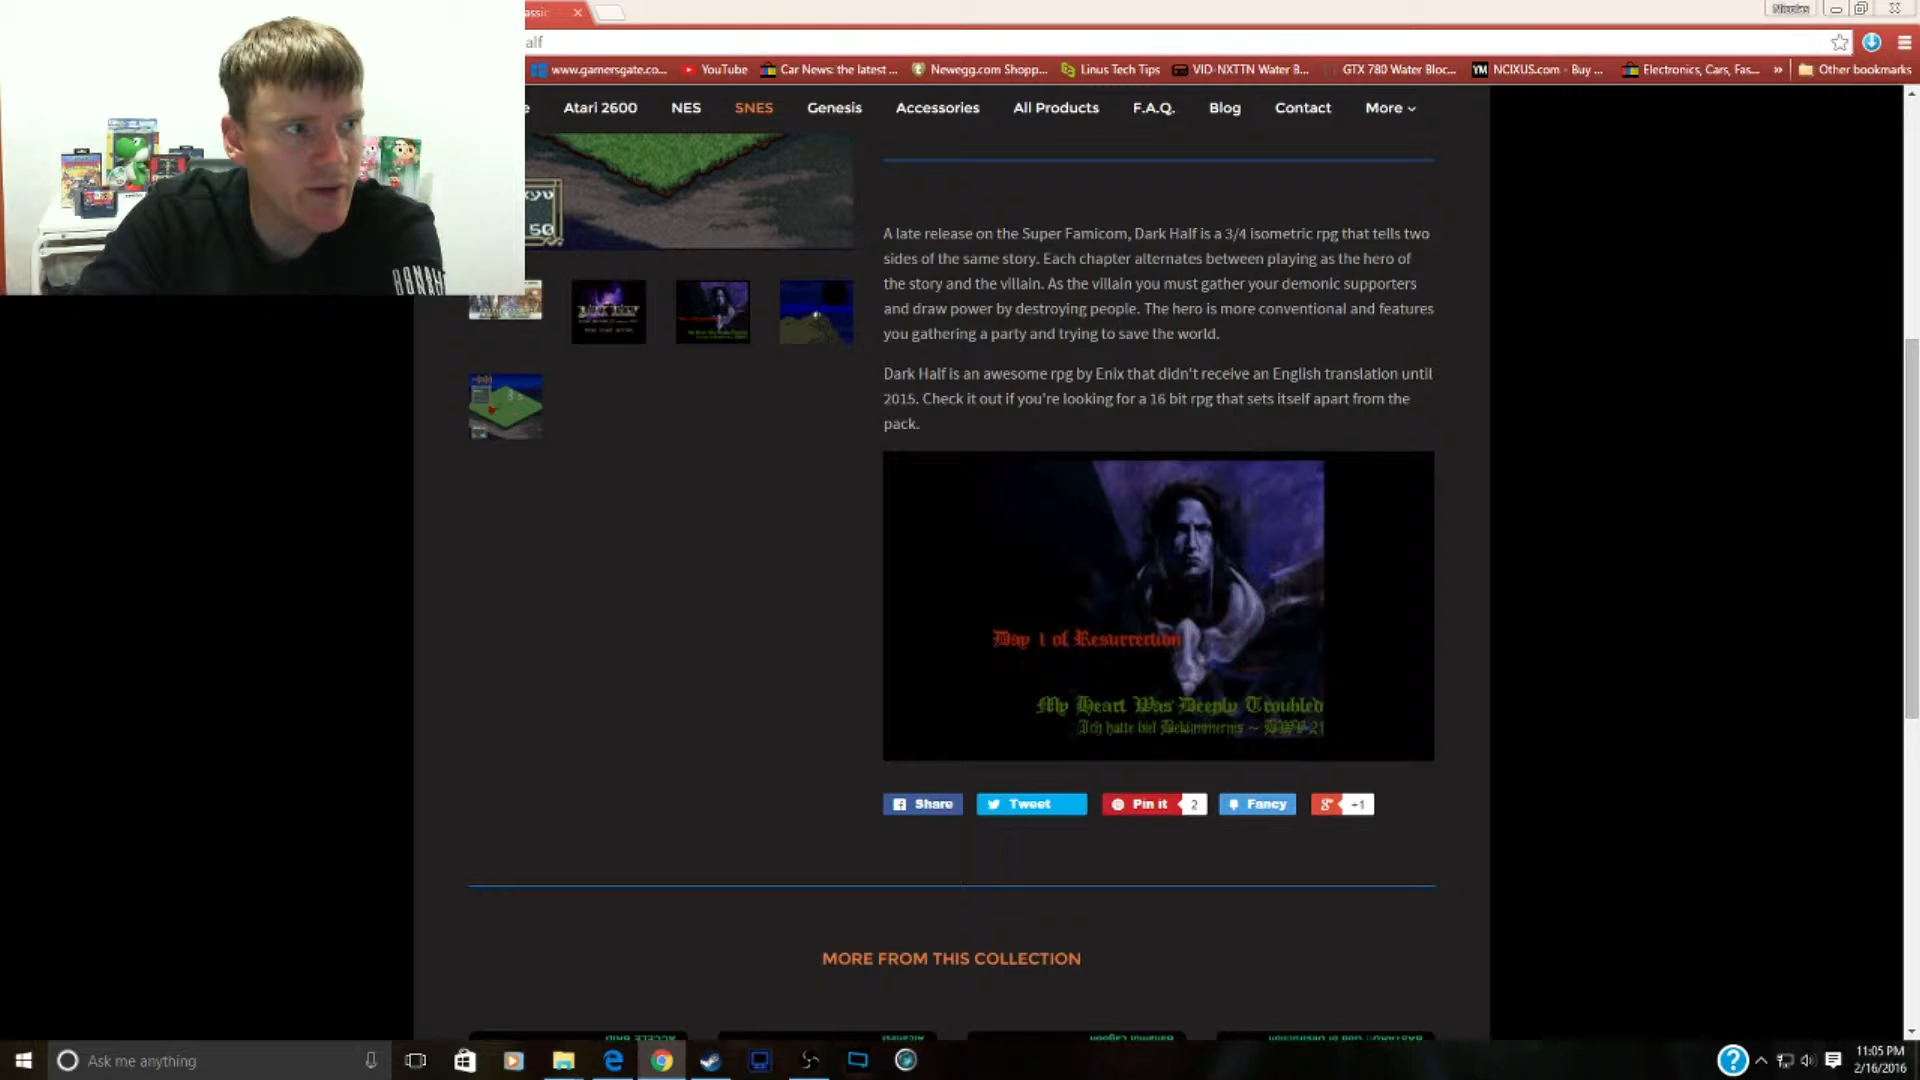 Nicolas
alf
www.gamersgate.co...
YouTube
Car News: the latest ...
Newegg.com Shopp...
Linus Tech Tips
VID-NXTTN Water B...
GTX 780 Water Bloc...
NCIXUS.com - Buy ...
Electronics, Cars, Fas...
»
Other bookmarks
e
Atari 2600
NES
SNES
Genesis
Accessories
All Products
F.A.Q.
Blog
Contact
More
50
A late release on the Super Famicom, Dark Half is a 3/4 isometric rpg that tells two
sides of the same story. Each chapter alternates between playing as the hero of
the story and the villain. As the villain you must gather your demonic supporters
and draw power by destroying people. The hero is more conventional and features
you gathering a party and trying to save the world.
Dark Half is an awesome rpg by Enix that didn't receive an English translation until
2015. Check it out if you're looking for a 16 bit rpg that sets itself apart from the
pack.
Day 1 of Resurrection
My Heart Was Deeply Troubled
Ich hatte viel Bekümmernis ~ BWV-21
Share
Tweet
Pin it
2
Fancy
+1
MORE FROM THIS COLLECTION
Ask me anything
11:05 PM
2/16/2016